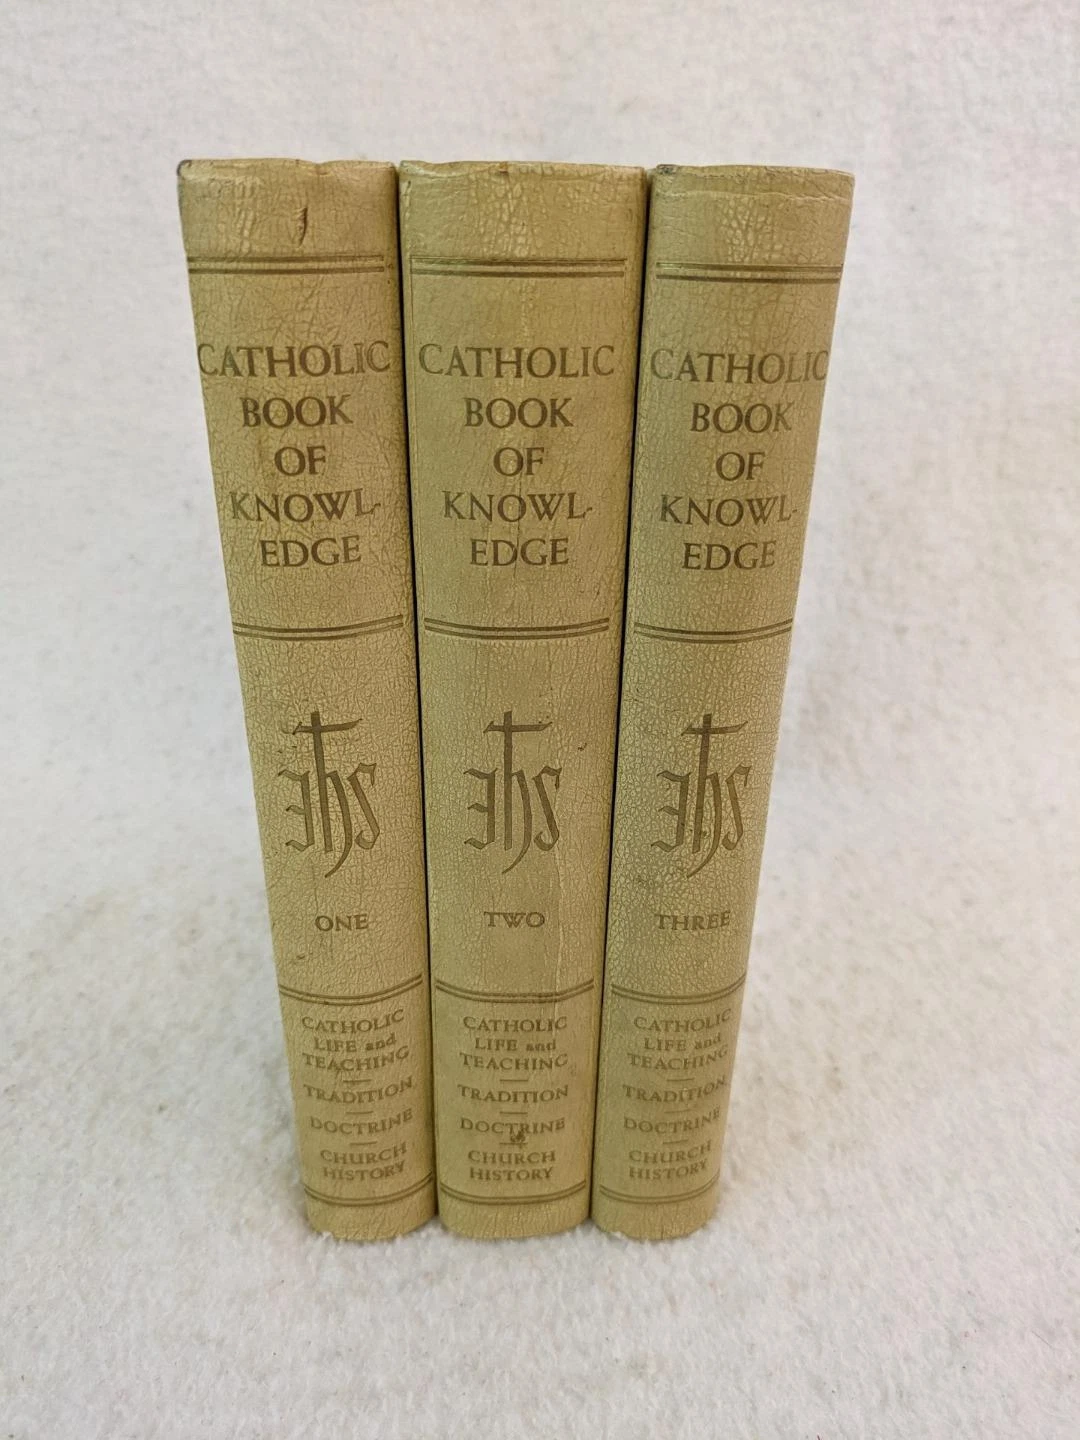 CATHOLIC
BOOK
OF
KNOWL-
EDGE
Ihs
ONE
CATHOLIC
LIFE and
TEACHING
TRADITION
DOCTRINE
CHURCH
HISTORY
CATHOLIC
BOOK
OF
KNOWL-
EDGE
Ihs
TWO
CATHOLIC
LIFE and
TEACHING
TRADITION
DOCTRINE
CHURCH
HISTORY
CATHOLIC
BOOK
OF
KNOWL-
EDGE
Ihs
THREE
CATHOLIC
LIFE and
TEACHING
TRADITION
DOCTRINE
CHURCH
HISTORY